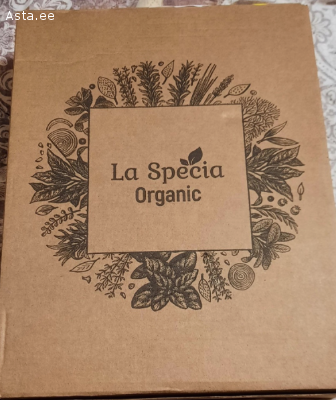 Asta.ee
La Specia
Organic